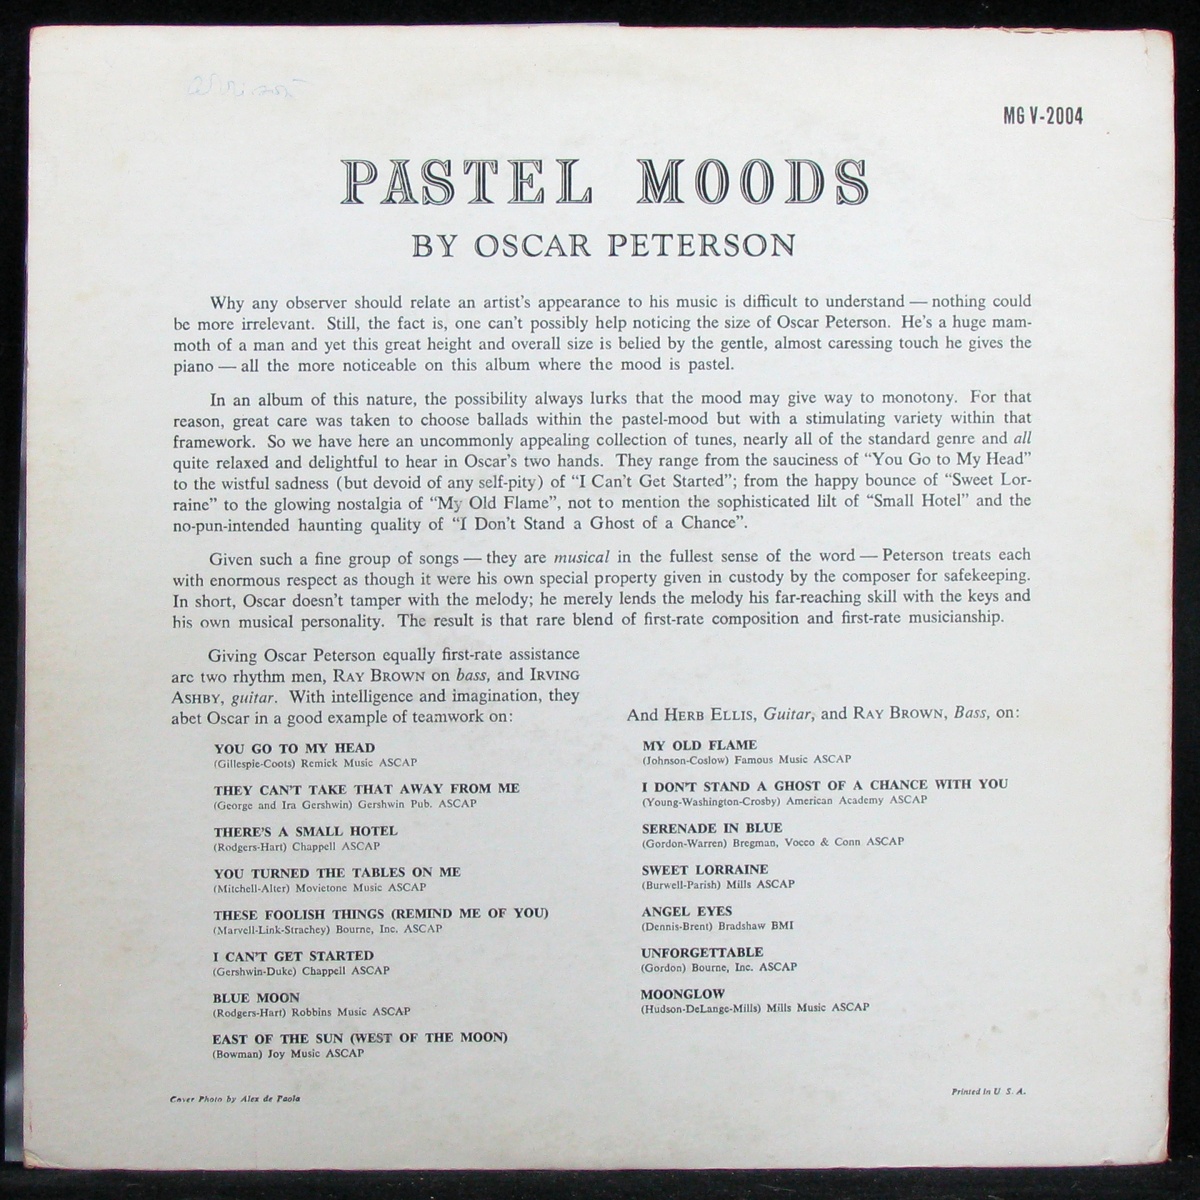 MG V-2004
PASTEL MOODS
BY OSCAR PETERSON
Why any observer should relate an artist's appearance to his music is difficult to understand — nothing could
be more irrelevant. Still, the fact is, one can't possibly help noticing the size of Oscar Peterson. He's a huge mam-
moth of a man and yet this great height and overall size is belied by the gentle, almost caressing touch he gives the
piano — all the more noticeable on this album where the mood is pastel.
In an album of this nature, the possibility always lurks that the mood may give way to monotony. For that
reason, great care was taken to choose ballads within the pastel-mood but with a stimulating variety within that
framework. So we have here an uncommonly appealing collection of tunes, nearly all of the standard genre and all
quite relaxed and delightful to hear in Oscar's two hands. They range from the sauciness of “You Go to My Head”
to the wistful sadness (but devoid of any self-pity) of “I Can't Get Started”; from the happy bounce of “Sweet Lor-
raine” to the glowing nostalgia of “My Old Flame”, not to mention the sophisticated lilt of “Small Hotel” and the
no-pun-intended haunting quality of “I Don't Stand a Ghost of a Chance”.
Given such a fine group of songs — they are musical in the fullest sense of the word — Peterson treats each
with enormous respect as though it were his own special property given in custody by the composer for safekeeping.
In short, Oscar doesn't tamper with the melody; he merely lends the melody his far-reaching skill with the keys and
his own musical personality. The result is that rare blend of first-rate composition and first-rate musicianship.
Giving Oscar Peterson equally first-rate assistance
are two rhythm men, RAY BROWN on bass, and IRVING
ASHBY, guitar. With intelligence and imagination, they
abet Oscar in a good example of teamwork on:
YOU GO TO MY HEAD
(Gillespie-Coots) Remick Music ASCAP
THEY CAN'T TAKE THAT AWAY FROM ME
(George and Ira Gershwin) Gershwin Pub. ASCAP
THERE'S A SMALL HOTEL
(Rodgers-Hart) Chappell ASCAP
YOU TURNED THE TABLES ON ME
(Mitchell-Alter) Movietone Music ASCAP
THESE FOOLISH THINGS (REMIND ME OF YOU)
(Marvell-Link-Strachey) Bourne, Inc. ASCAP
I CAN'T GET STARTED
(Gershwin-Duke) Chappell ASCAP
BLUE MOON
(Rodgers-Hart) Robbins Music ASCAP
EAST OF THE SUN (WEST OF THE MOON)
(Bowman) Joy Music ASCAP
And HERB ELLIS, Guitar, and RAY BROWN, Bass, on:
MY OLD FLAME
(Johnson-Coslow) Famous Music ASCAP
I DON'T STAND A GHOST OF A CHANCE WITH YOU
(Young-Washington-Crosby) American Academy ASCAP
SERENADE IN BLUE
(Gordon-Warren) Bregman, Vocco & Conn ASCAP
SWEET LORRAINE
(Burwell-Parish) Mills ASCAP
ANGEL EYES
(Dennis-Brent) Bradshaw BMI
UNFORGETTABLE
(Gordon) Bourne, Inc. ASCAP
MOONGLOW
(Hudson-DeLange-Mills) Mills Music ASCAP
Cover Photo by Alex de Paola
Printed in U. S. A.